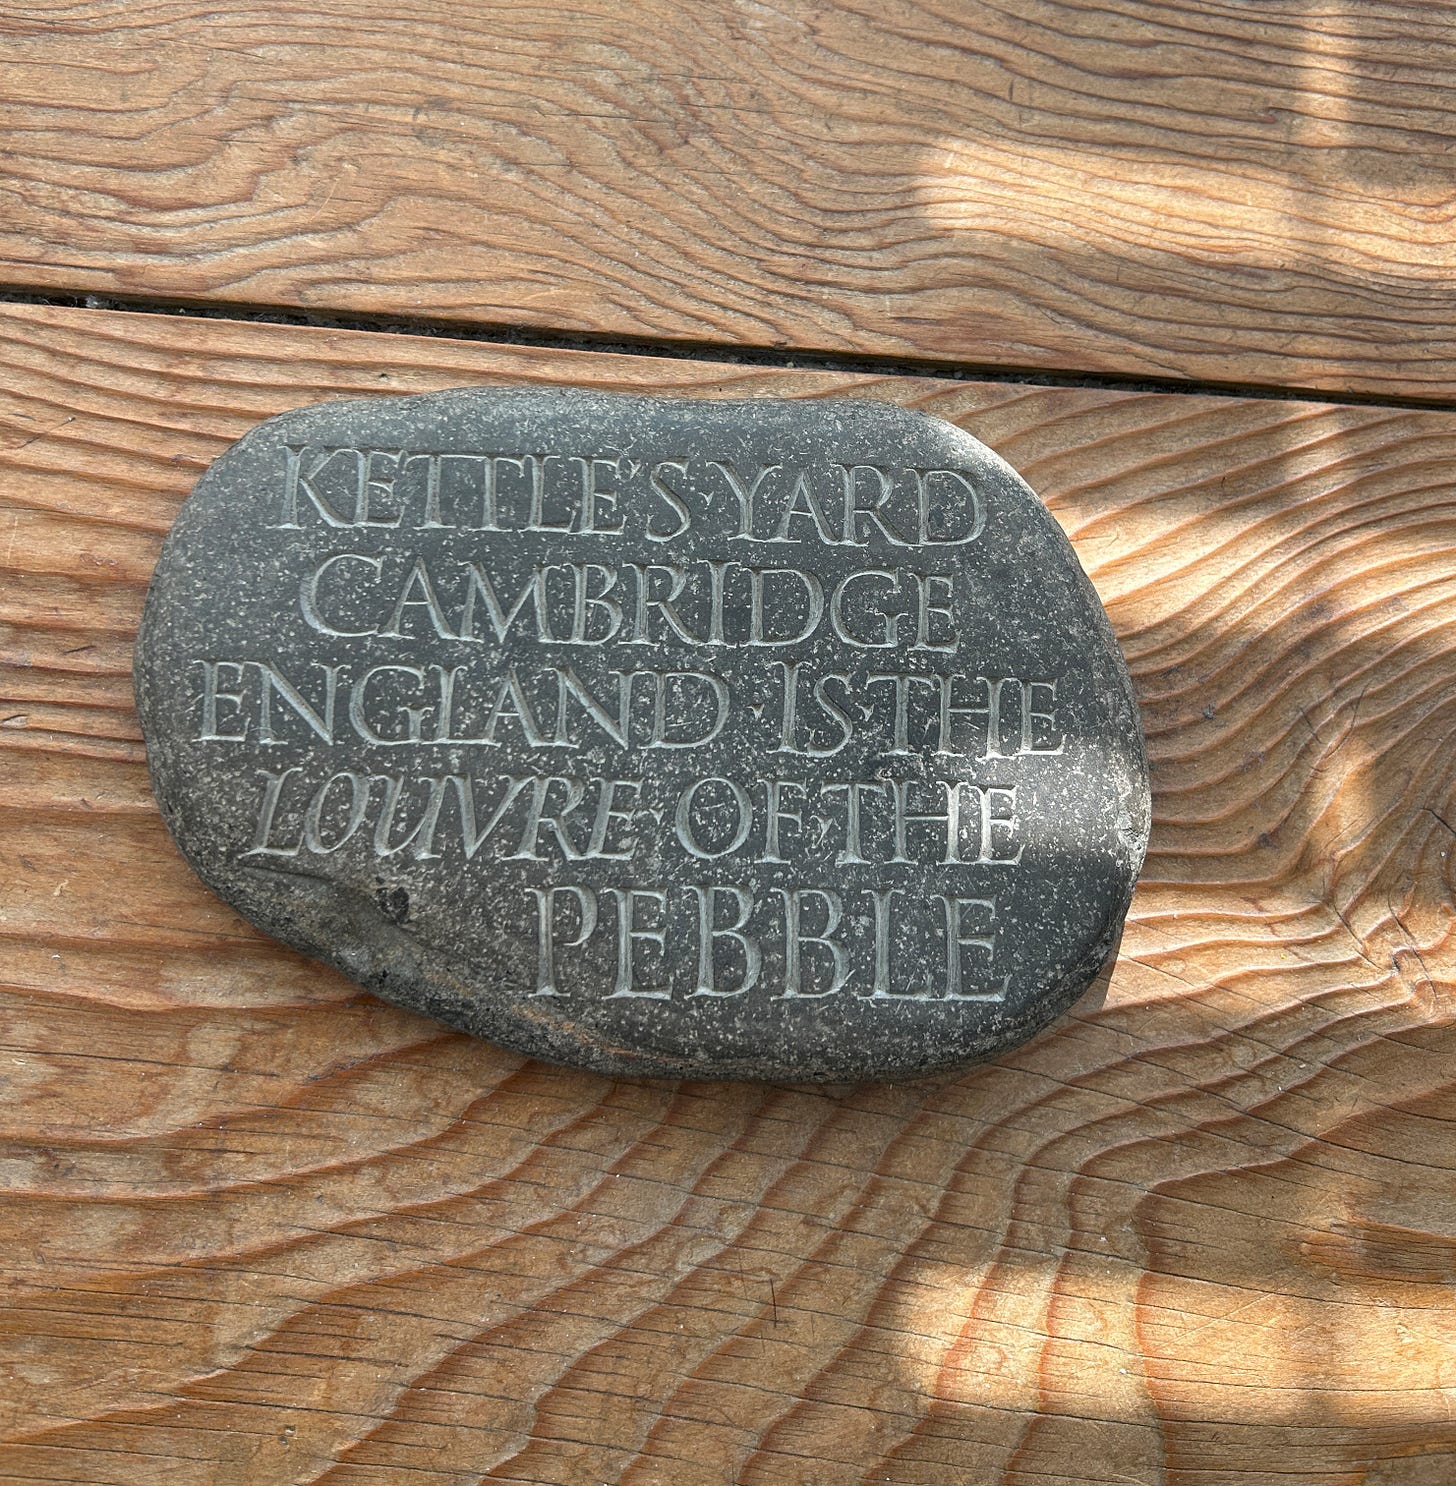 KETTLE'S·YARD
CAMBRIDGE
ENGLAND·IS·THE
LOUVRE·OF·THE
PEBBLE